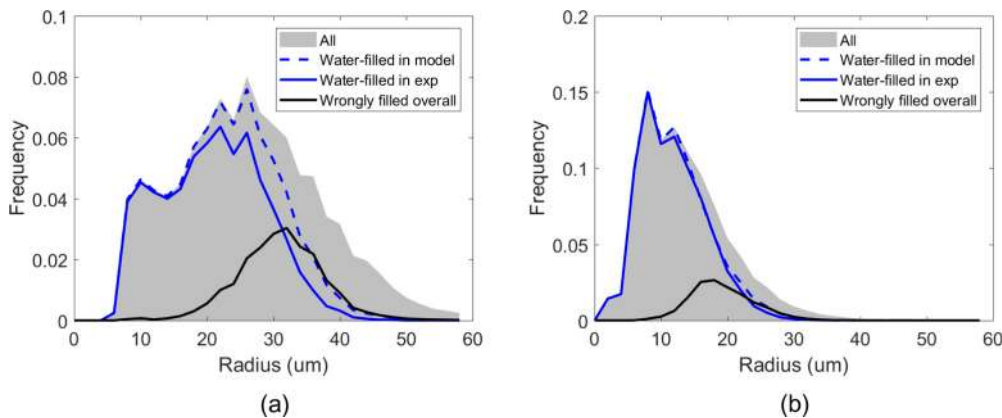 0.1
0.08
0.06
0.04
0.02
0
Frequency
0 10 20 30 40 50 60
Radius (um)
All
Water-filled in model
Water-filled in exp
Wrongly filled overall
(a)
0.2
0.15
0.1
0.05
0
Frequency
0 10 20 30 40 50 60
Radius (um)
All
Water-filled in model
Water-filled in exp
Wrongly filled overall
(b)